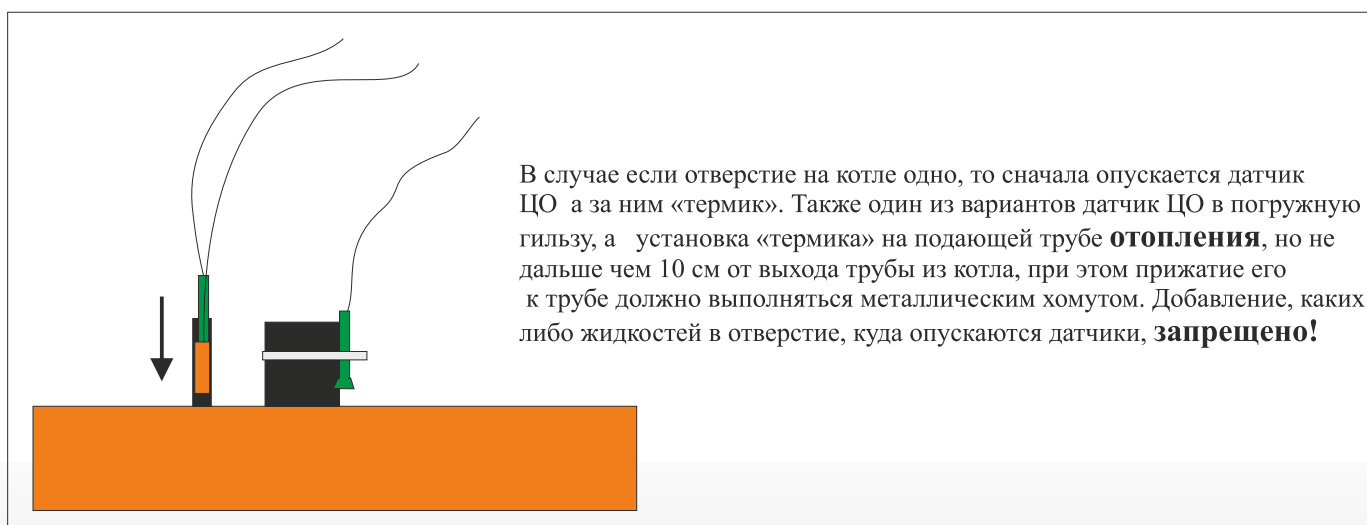 В случае если отверстие на котле одно, то сначала опускается датчик
ЦО а за ним «термик». Также один из вариантов датчик ЦО в погружную
гильзу, а установка «термика» на подающей трубе отопления, но не
дальше чем 10 см от выхода трубы из котла, при этом прижатие его
к трубе должно выполняться металлическим хомутом. Добавление, каких
либо жидкостей в отверстие, куда опускаются датчики, запрещено!